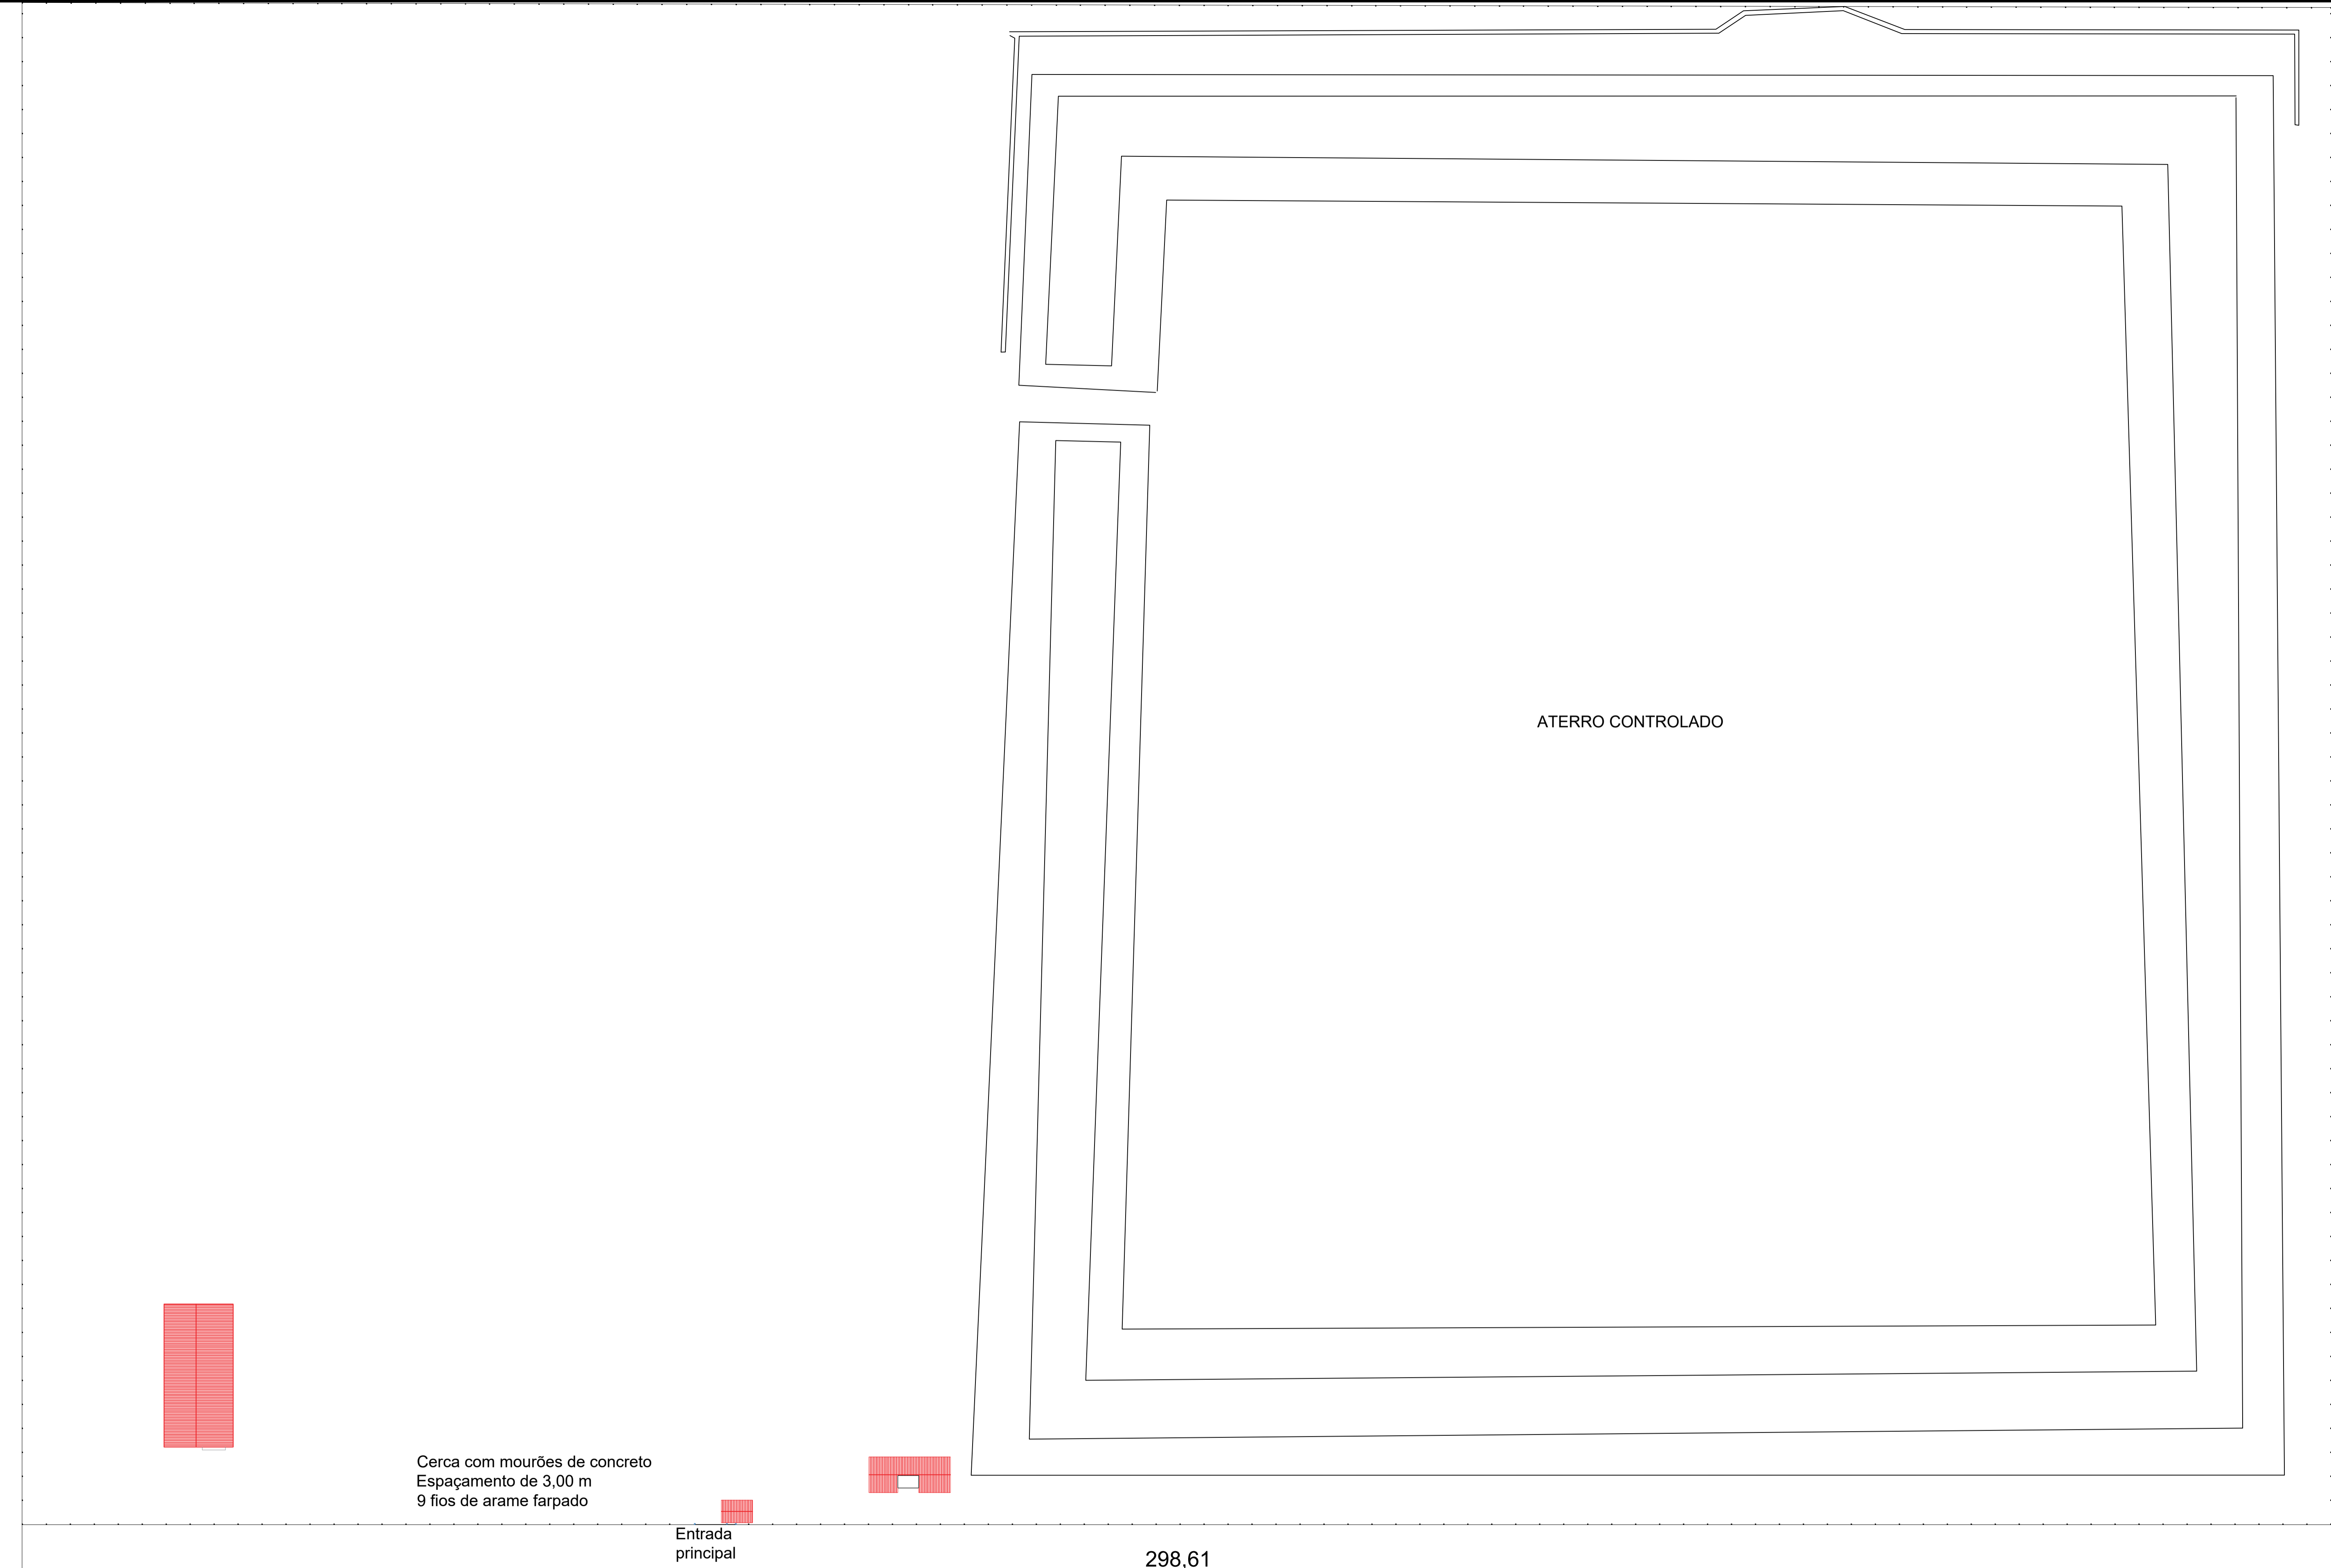 ATERRO CONTROLADO
Cerca com mourões de concreto
Espaçamento de 3,00 m
9 fios de arame farpado
Entrada
principal
298,61